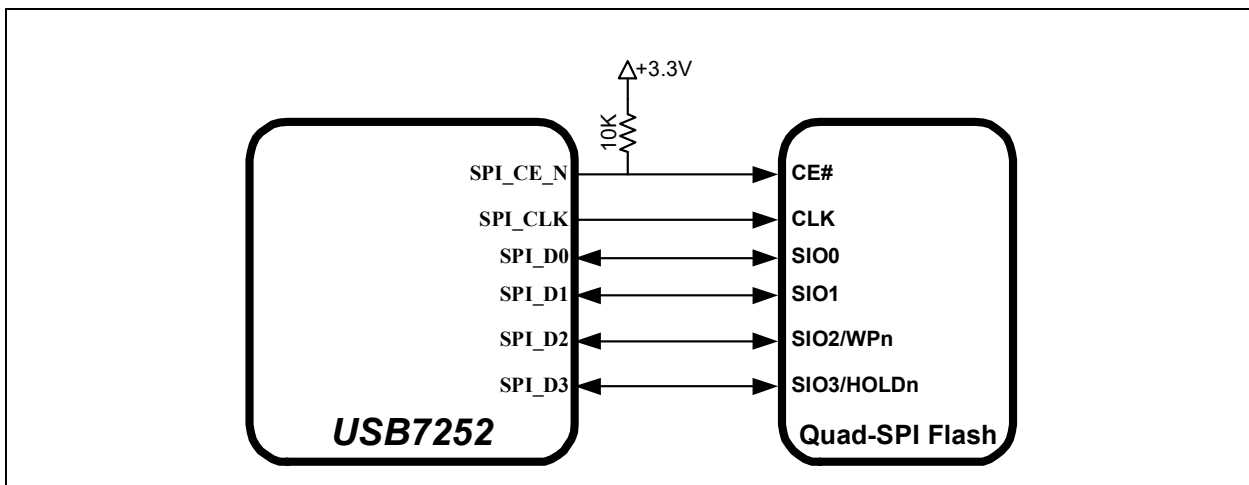 +3.3V
10K
SPI_CE_N CE#
SPI_CLK CLK
SPI_D0 SIO0
SPI_D1 SIO1
SPI_D2 SIO2/WPn
SPI_D3 SIO3/HOLDn
USB7252 Quad-SPI Flash